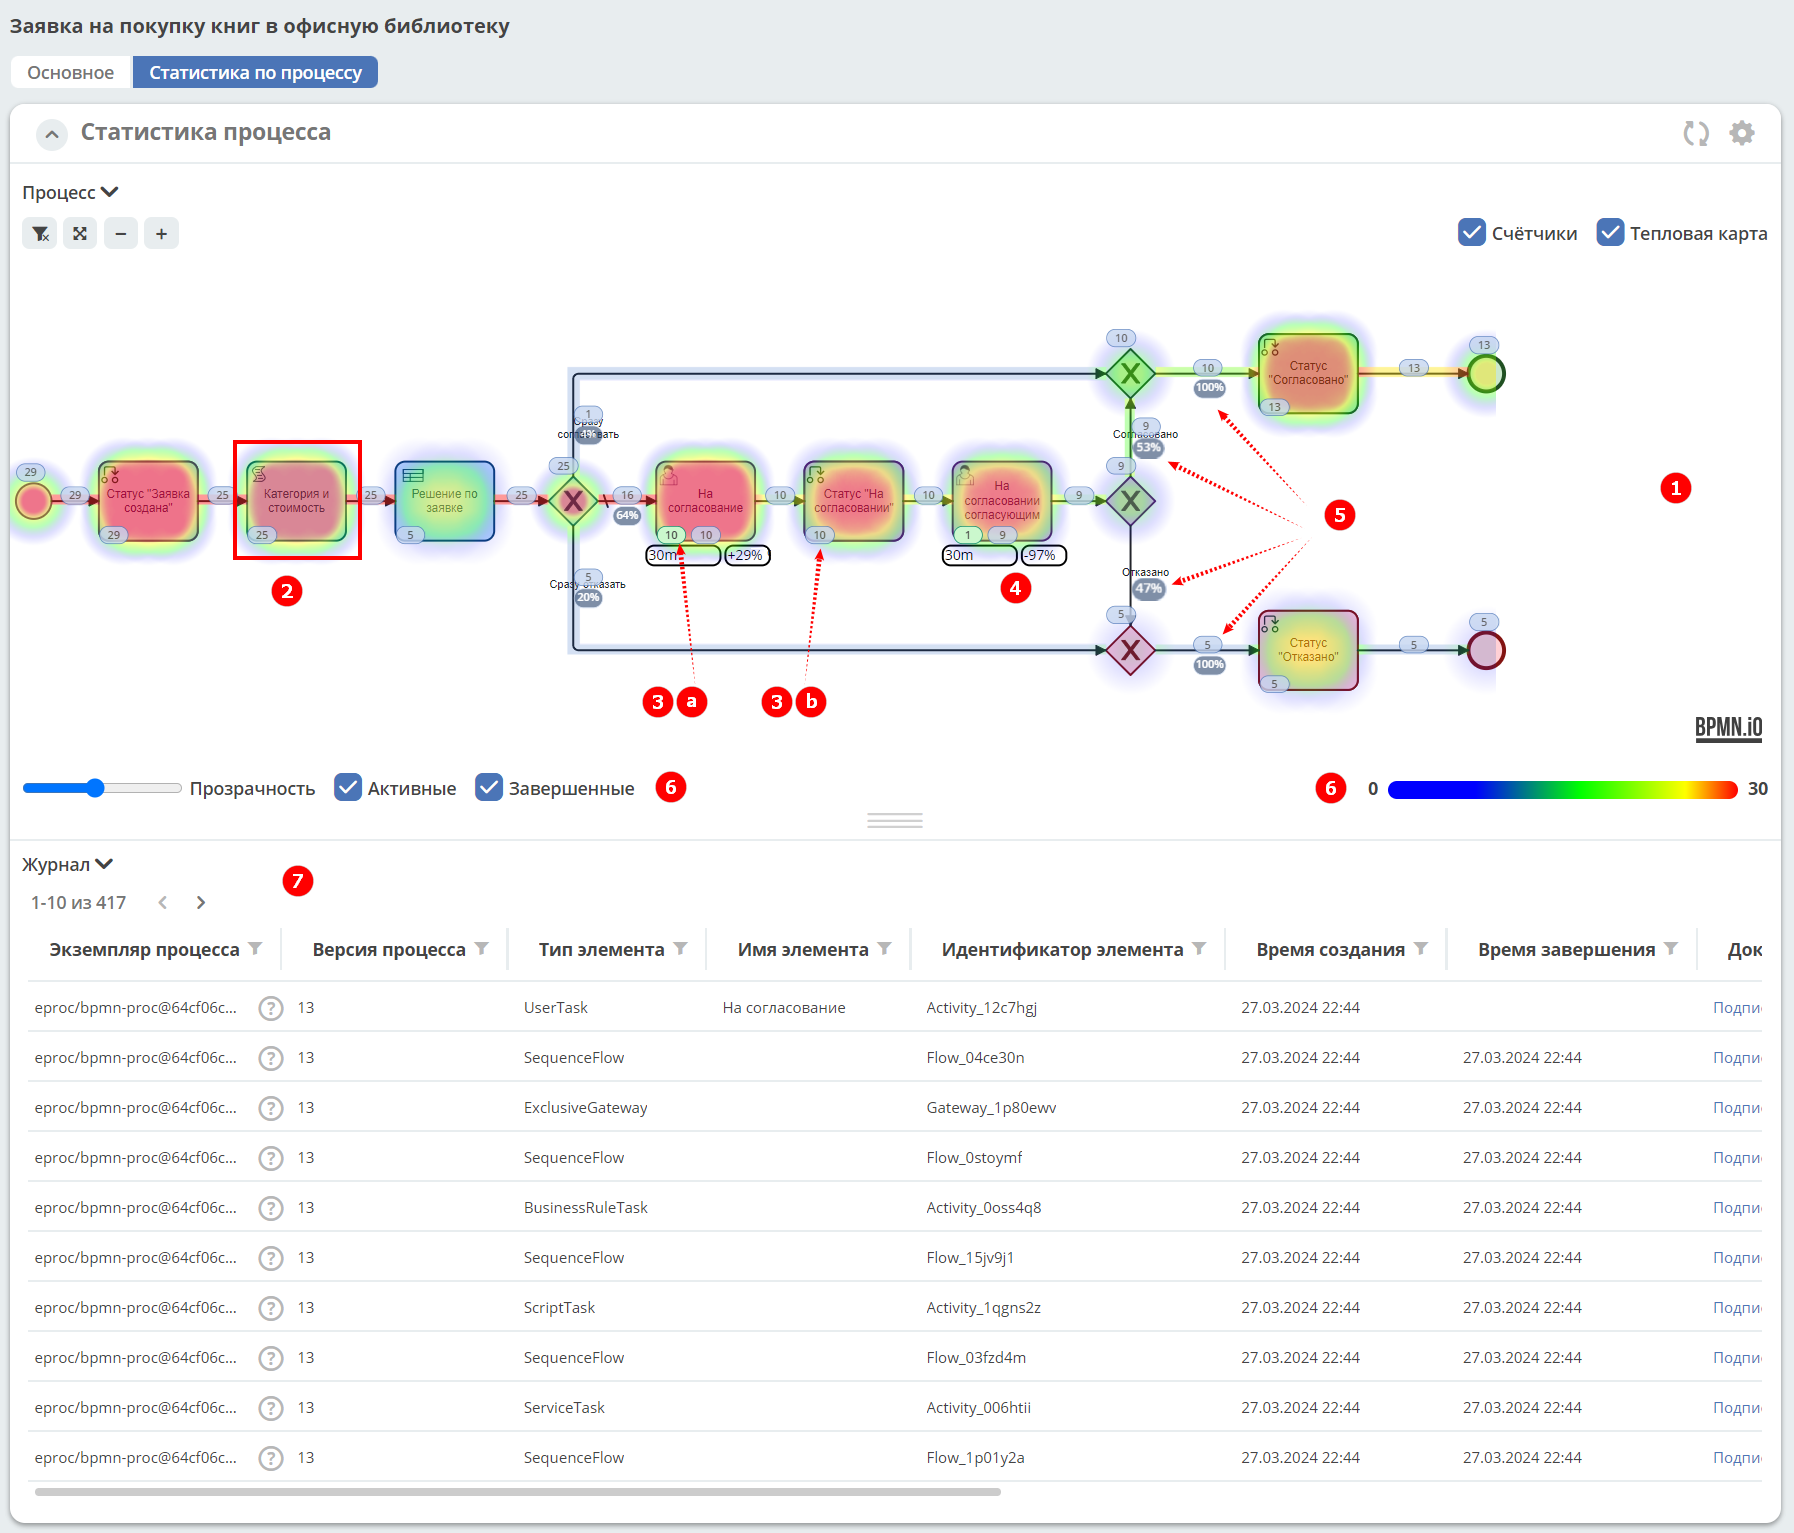 Заявка на покупку книг в офисную библиотеку
Основное
Статистика по процессу
Статистика процесса
Процесс
Счётчики
Тепловая карта
29
Статус "Заявка создана"
29
29
25
Категория и стоимость
25
2
25
Решение по заявке
5
25
25
1
Сразу
5
20%
16
64%
На согласование
10
10
30m
+29%
3 a
10
Статус "На согласовании"
10
3 b
10
На согласовании согласующим
1
9
30m
-97%
4
9
9
9
53%
Отказано
47%
10
10
100%
Статус "Согласовано"
13
13
13
5
5
100%
Статус "Отказано"
5
5
5
5
1
BPMN.iO
Прозрачность
Активные
Завершенные
6
6
0
30
Журнал
7
1-10 из 417
Экземпляр процесса
Версия процесса
Тип элемента
Имя элемента
Идентификатор элемента
Время создания
Время завершения
Док
eproc/bpmn-proc@64cf06c... ? 13 UserTask На согласование Activity_12c7hgj 27.03.2024 22:44 Подпи
eproc/bpmn-proc@64cf06c... ? 13 SequenceFlow Flow_04ce30n 27.03.2024 22:44 27.03.2024 22:44 Подпи
eproc/bpmn-proc@64cf06c... ? 13 ExclusiveGateway Gateway_1p80ewv 27.03.2024 22:44 27.03.2024 22:44 Подпи
eproc/bpmn-proc@64cf06c... ? 13 SequenceFlow Flow_0stoymf 27.03.2024 22:44 27.03.2024 22:44 Подпи
eproc/bpmn-proc@64cf06c... ? 13 BusinessRuleTask Activity_0oss4q8 27.03.2024 22:44 27.03.2024 22:44 Подпи
eproc/bpmn-proc@64cf06c... ? 13 SequenceFlow Flow_15jv9j1 27.03.2024 22:44 27.03.2024 22:44 Подпи
eproc/bpmn-proc@64cf06c... ? 13 ScriptTask Activity_1qgns2z 27.03.2024 22:44 27.03.2024 22:44 Подпи
eproc/bpmn-proc@64cf06c... ? 13 SequenceFlow Flow_03fzd4m 27.03.2024 22:44 27.03.2024 22:44 Подпи
eproc/bpmn-proc@64cf06c... ? 13 ServiceTask Activity_006htii 27.03.2024 22:44 27.03.2024 22:44 Подпи
eproc/bpmn-proc@64cf06c... ? 13 SequenceFlow Flow_1p01y2a 27.03.2024 22:44 27.03.2024 22:44 Подпи